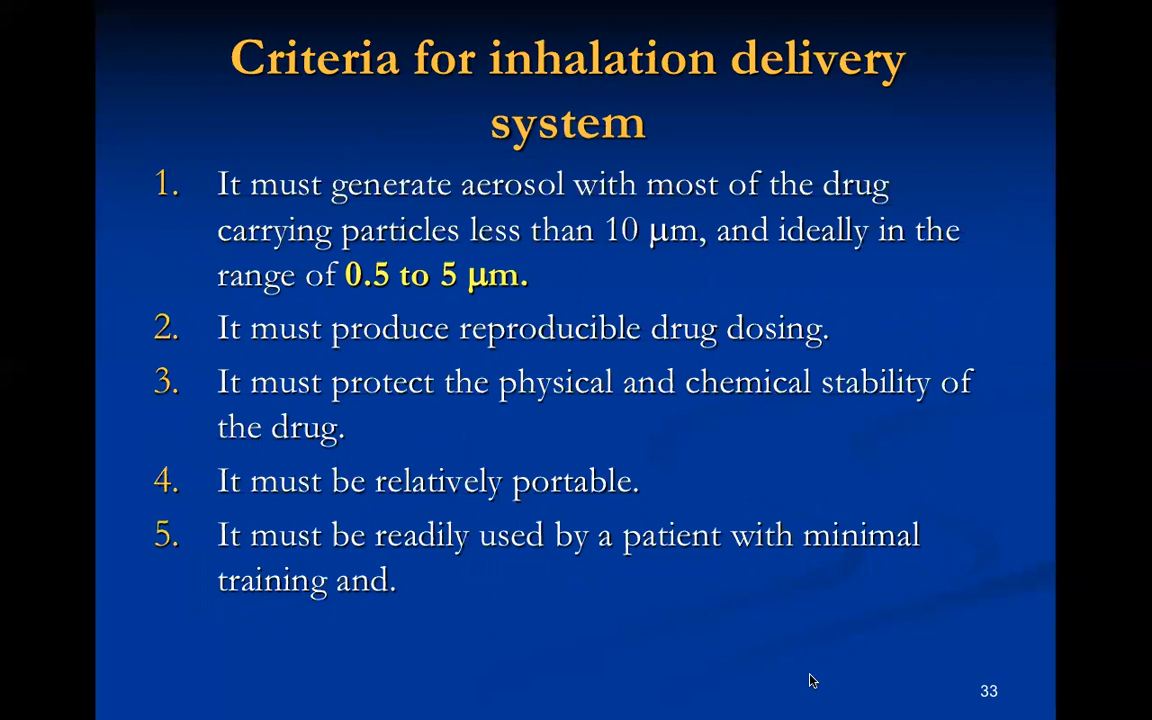 Criteria for inhalation delivery
system
1. It must generate aerosol with most of the drug
carrying particles less than 10 μm, and ideally in the
range of 0.5 to 5 μm.
2. It must produce reproducible drug dosing.
3. It must protect the physical and chemical stability of
the drug.
4. It must be relatively portable.
5. It must be readily used by a patient with minimal
training and.
33